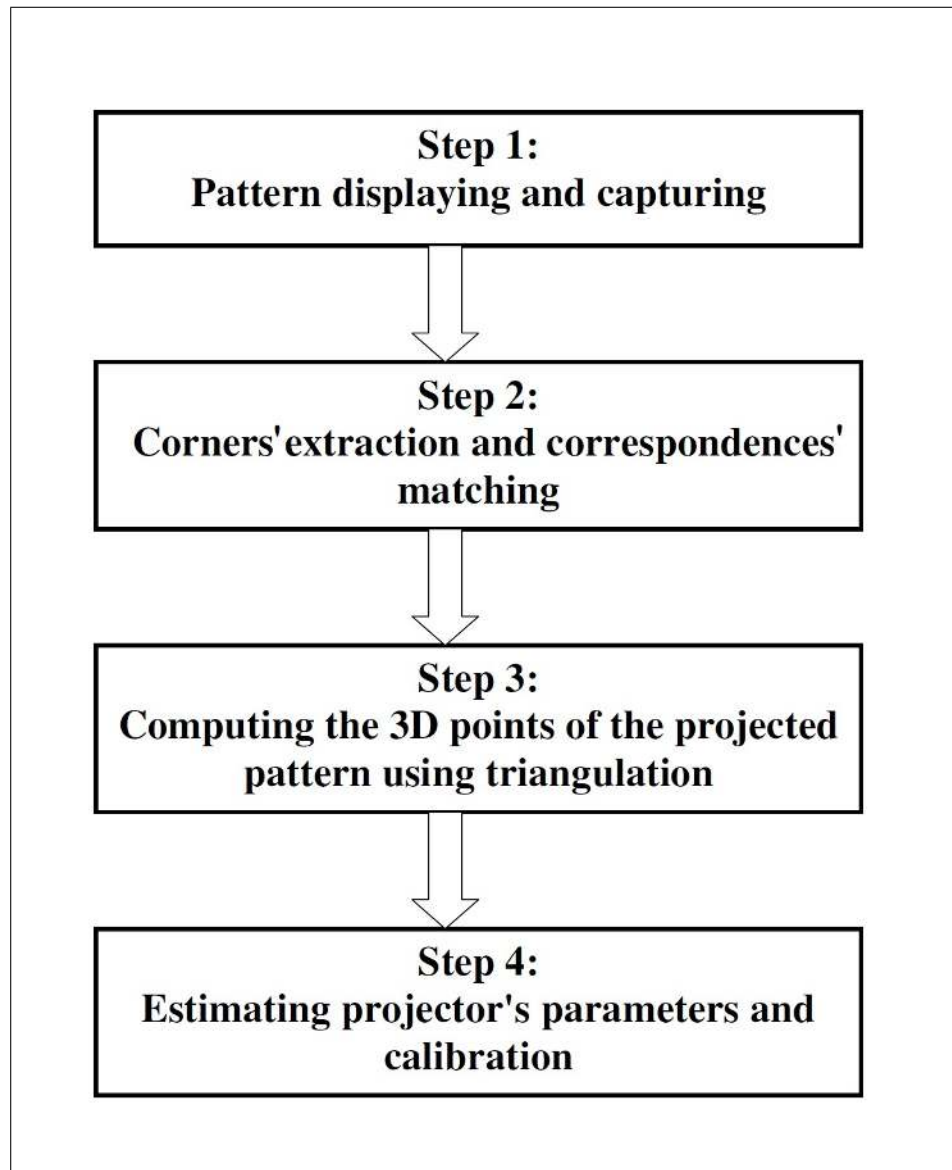 Step 1:
Pattern displaying and capturing
Step 2:
Corners'extraction and correspondences'
matching
Step 3:
Computing the 3D points of the projected
pattern using triangulation
Step 4:
Estimating projector's parameters and
calibration